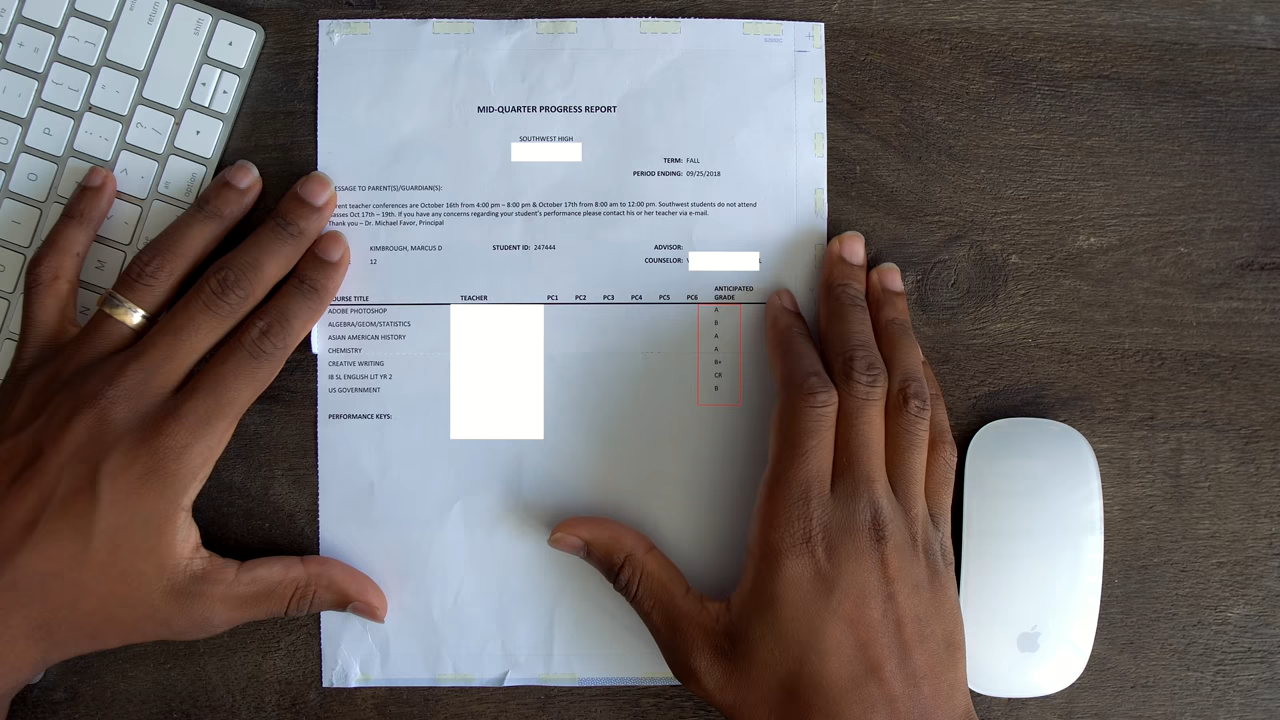 MID-QUARTER PROGRESS REPORT
SOUTHWEST HIGH
TERM: FALL
PERIOD ENDING: 09/25/2018
ESSAGE TO PARENT(S)/GUARDIAN(S):
rent teacher conferences are October 16th from 4:00 pm – 8:00 pm & October 17th from 8:00 am to 12:00 pm. Southwest students do not attend
asses Oct 17th – 19th. If you have any concerns regarding your student's performance please contact his or her teacher via e-mail.
Thank you – Dr. Michael Favor, Principal
KIMBROUGH, MARCUS D STUDENT ID: 247444 ADVISOR:
12 COUNSELOR:
OURSE TITLE TEACHER PC1 PC2 PC3 PC4 PC5 PC6 ANTICIPATED GRADE
ADOBE PHOTOSHOP A
ALGEBRA/GEOM/STATISTICS B
ASIAN AMERICAN HISTORY A
CHEMISTRY A
CREATIVE WRITING B+
IB SL ENGLISH LIT YR 2 CR
US GOVERNMENT B
PERFORMANCE KEYS:
return
shift
option
alt
P
O
M
N